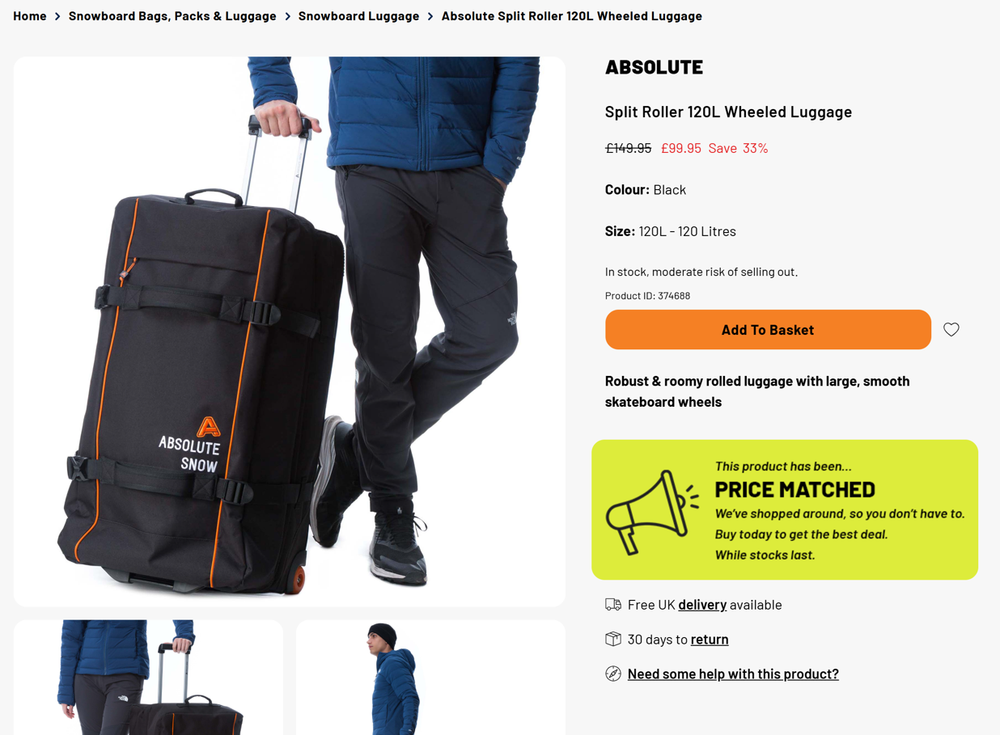 Home > Snowboard Bags, Packs & Luggage > Snowboard Luggage > Absolute Split Roller 120L Wheeled Luggage
ABSOLUTE
Split Roller 120L Wheeled Luggage
£149.95 £99.95 Save 33%
Colour: Black
Size: 120L - 120 Litres
In stock, moderate risk of selling out.
Product ID: 374688
Add To Basket
Robust & roomy rolled luggage with large, smooth
skateboard wheels
This product has been...
PRICE MATCHED
We've shopped around, so you don't have to.
Buy today to get the best deal.
While stocks last.
Free UK delivery available
30 days to return
Need some help with this product?
A
ABSOLUTE
SNOW